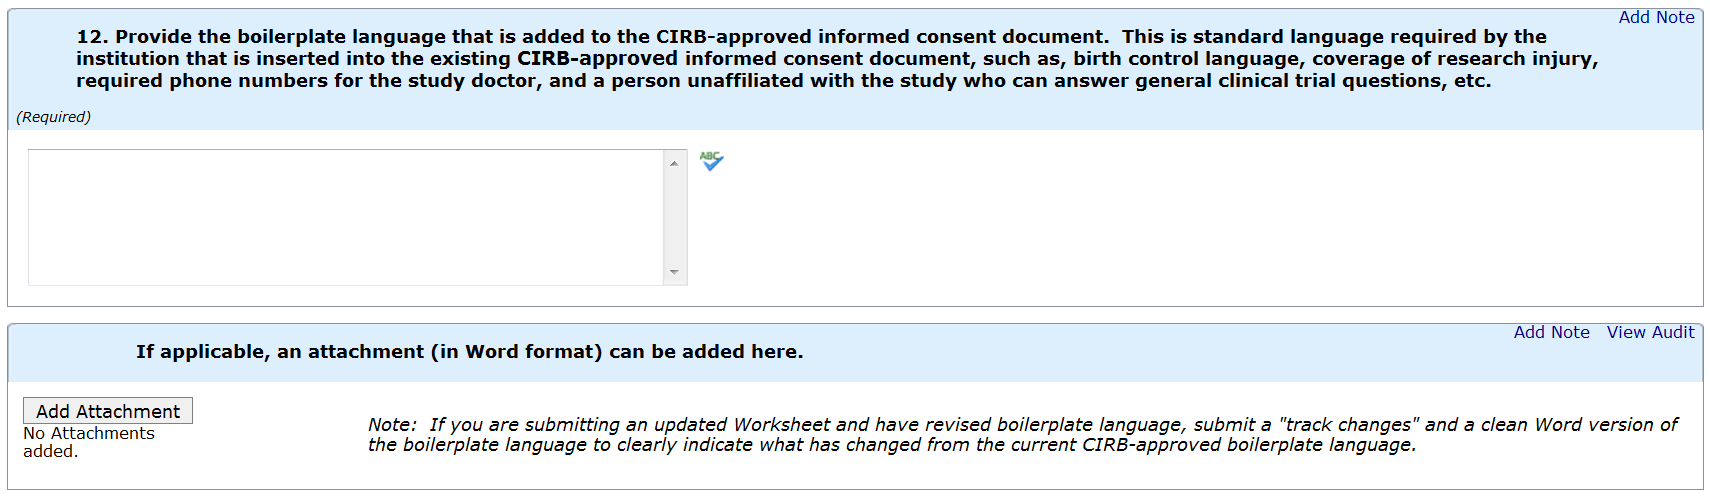 Add Note
12. Provide the boilerplate language that is added to the CIRB-approved informed consent document.  This is standard language required by the
institution that is inserted into the existing CIRB-approved informed consent document, such as, birth control language, coverage of research injury,
required phone numbers for the study doctor, and a person unaffiliated with the study who can answer general clinical trial questions, etc.
(Required)
ABC
Add Note View Audit
If applicable, an attachment (in Word format) can be added here.
Add Attachment
No Attachments
added.
Note:  If you are submitting an updated Worksheet and have revised boilerplate language, submit a "track changes" and a clean Word version of
the boilerplate language to clearly indicate what has changed from the current CIRB-approved boilerplate language.